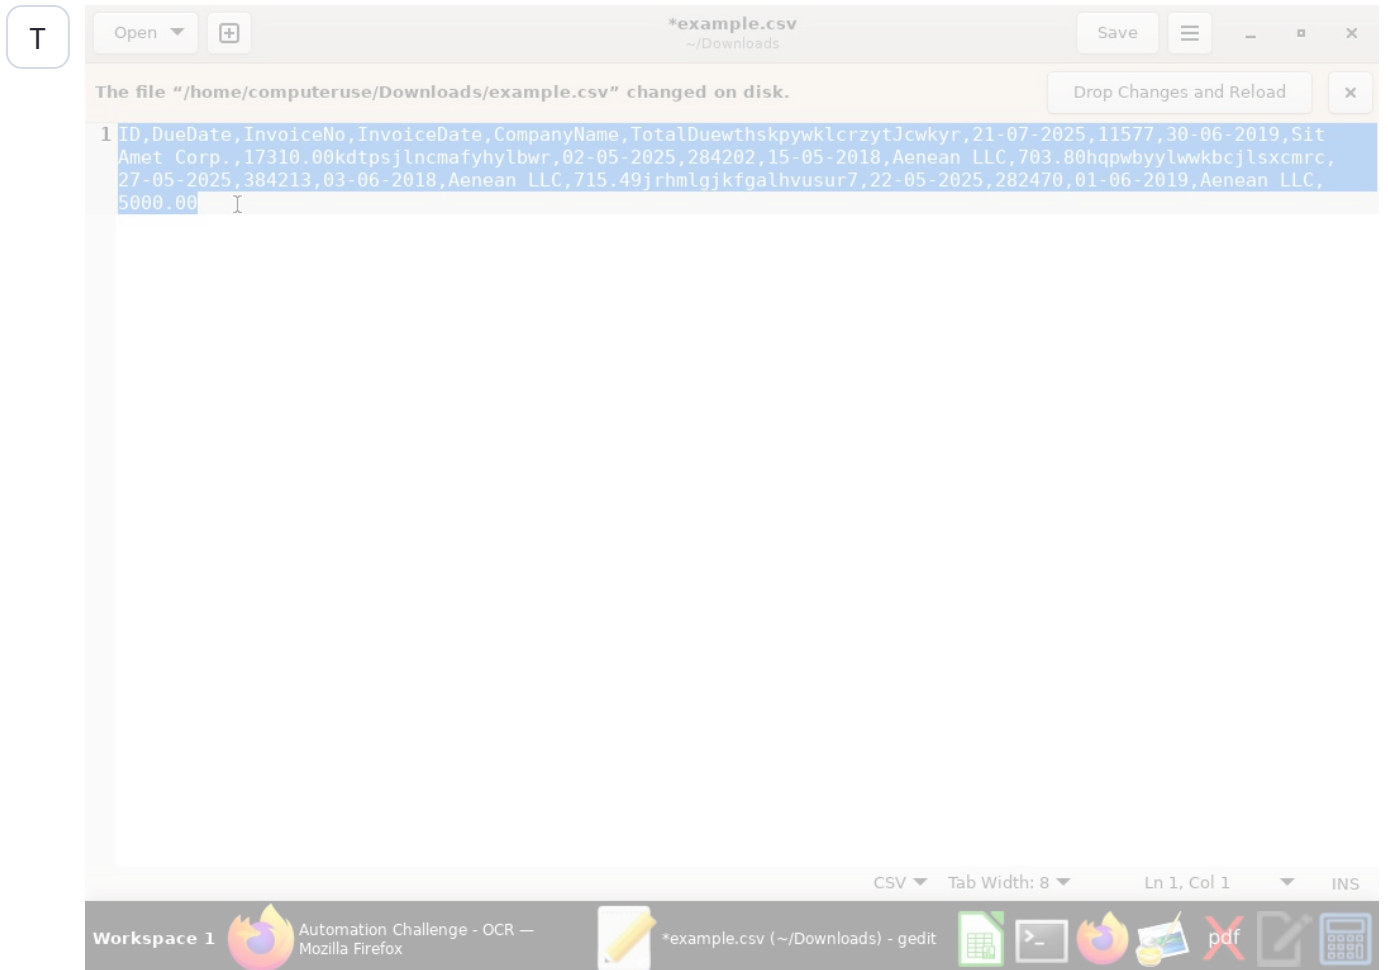 T
Open
*example.csv
~/Downloads
Save
The file “/home/computeruse/Downloads/example.csv” changed on disk.
Drop Changes and Reload
1
ID,DueDate,InvoiceNo,InvoiceDate,CompanyName,TotalDuewthskpywklcrzytJcwkyr,21-07-2025,11577,30-06-2019,Sit
Amet Corp.,17310.00kdtpsjlncmafyhylbwr,02-05-2025,284202,15-05-2018,Aenean LLC,703.80hqpwbyylwwkbcjlsxcmrc,
27-05-2025,384213,03-06-2018,Aenean LLC,715.49jrhmlgjkfgalhvusur7,22-05-2025,282470,01-06-2019,Aenean LLC,
5000.00
CSV
Tab Width: 8
Ln 1, Col 1
INS
Workspace 1
Automation Challenge - OCR —
Mozilla Firefox
*example.csv (~/Downloads) - gedit
pdf